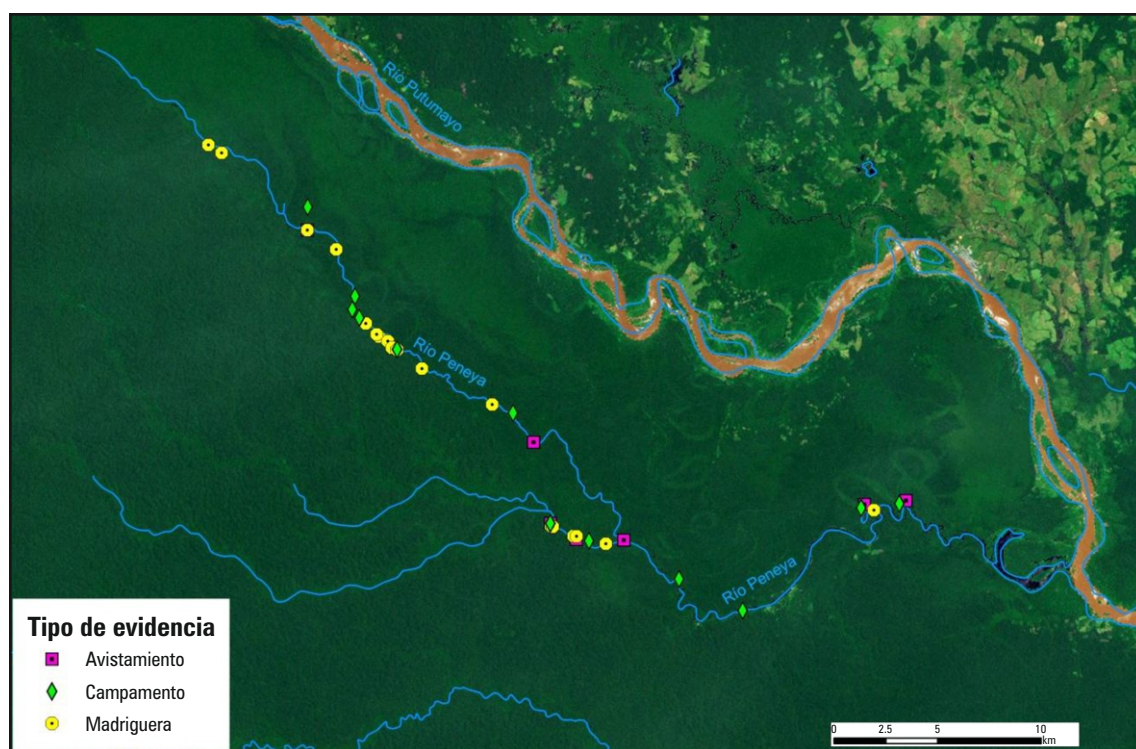 Río Putumayo
Río Peneya
Río Peneya
Tipo de evidencia
Avistamiento
Campamento
Madriguera
0 2.5 5 10
km